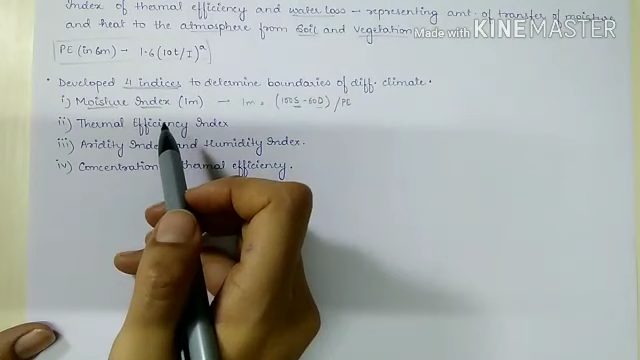 Index of thermal efficiency and water loss - representing amt. of transfer of moisture
and heat to the atmosphere from soil and vegetation
Made with KINEMASTER
PE (in cm) - 1.6 (10t/I)ᵃ
• Developed 4 indices to determine boundaries of diff. climate.
i) Moisture Index (Im) → Im = (100S - 60D) / PE
ii) Thermal Efficiency Index
iii) Aridity Index and Humidity Index.
iv) Concentration thermal efficiency.